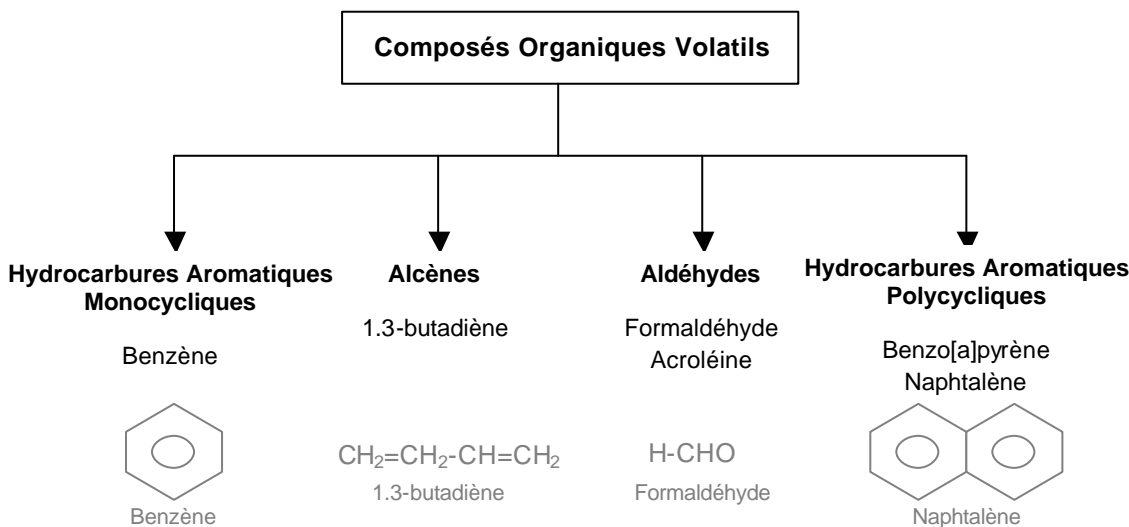 Composés Organiques Volatils
Hydrocarbures Aromatiques
Monocycliques
Benzène
Benzène
Alcènes
1.3-butadiène
CH₂=CH₂-CH=CH₂
1.3-butadiène
Aldéhydes
Formaldéhyde
Acroléine
H-CHO
Formaldéhyde
Hydrocarbures Aromatiques
Polycycliques
Benzo[a]pyrène
Naphtalène
Naphtalène